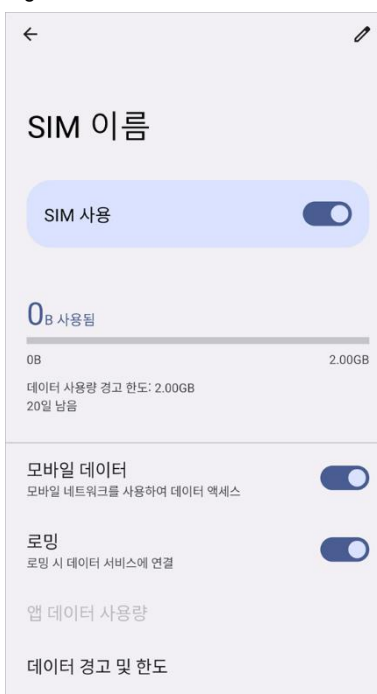 SIM 이름
SIM 사용
0B 사용됨
0B 2.00GB
데이터 사용량 경고 한도: 2.00GB
20일 남음
모바일 데이터
모바일 네트워크를 사용하여 데이터 액세스
로밍
로밍 시 데이터 서비스에 연결
앱 데이터 사용량
데이터 경고 및 한도